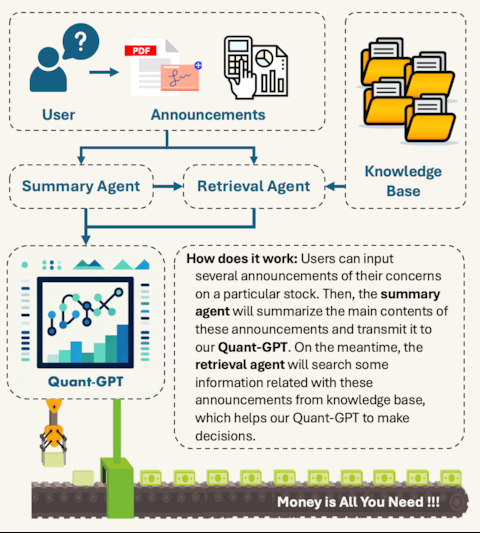 ?
PDF
User
Announcements
Knowledge
Base
Summary Agent
Retrieval Agent
How does it work: Users can input
several announcements of their concerns
on a particular stock. Then, the summary
agent will summarize the main contents of
these announcements and transmit it to
our Quant-GPT. On the meantime, the
retrieval agent will search some
information related with these
announcements from knowledge base,
which helps our Quant-GPT to make
decisions.
Quant-GPT
Money is All You Need !!!